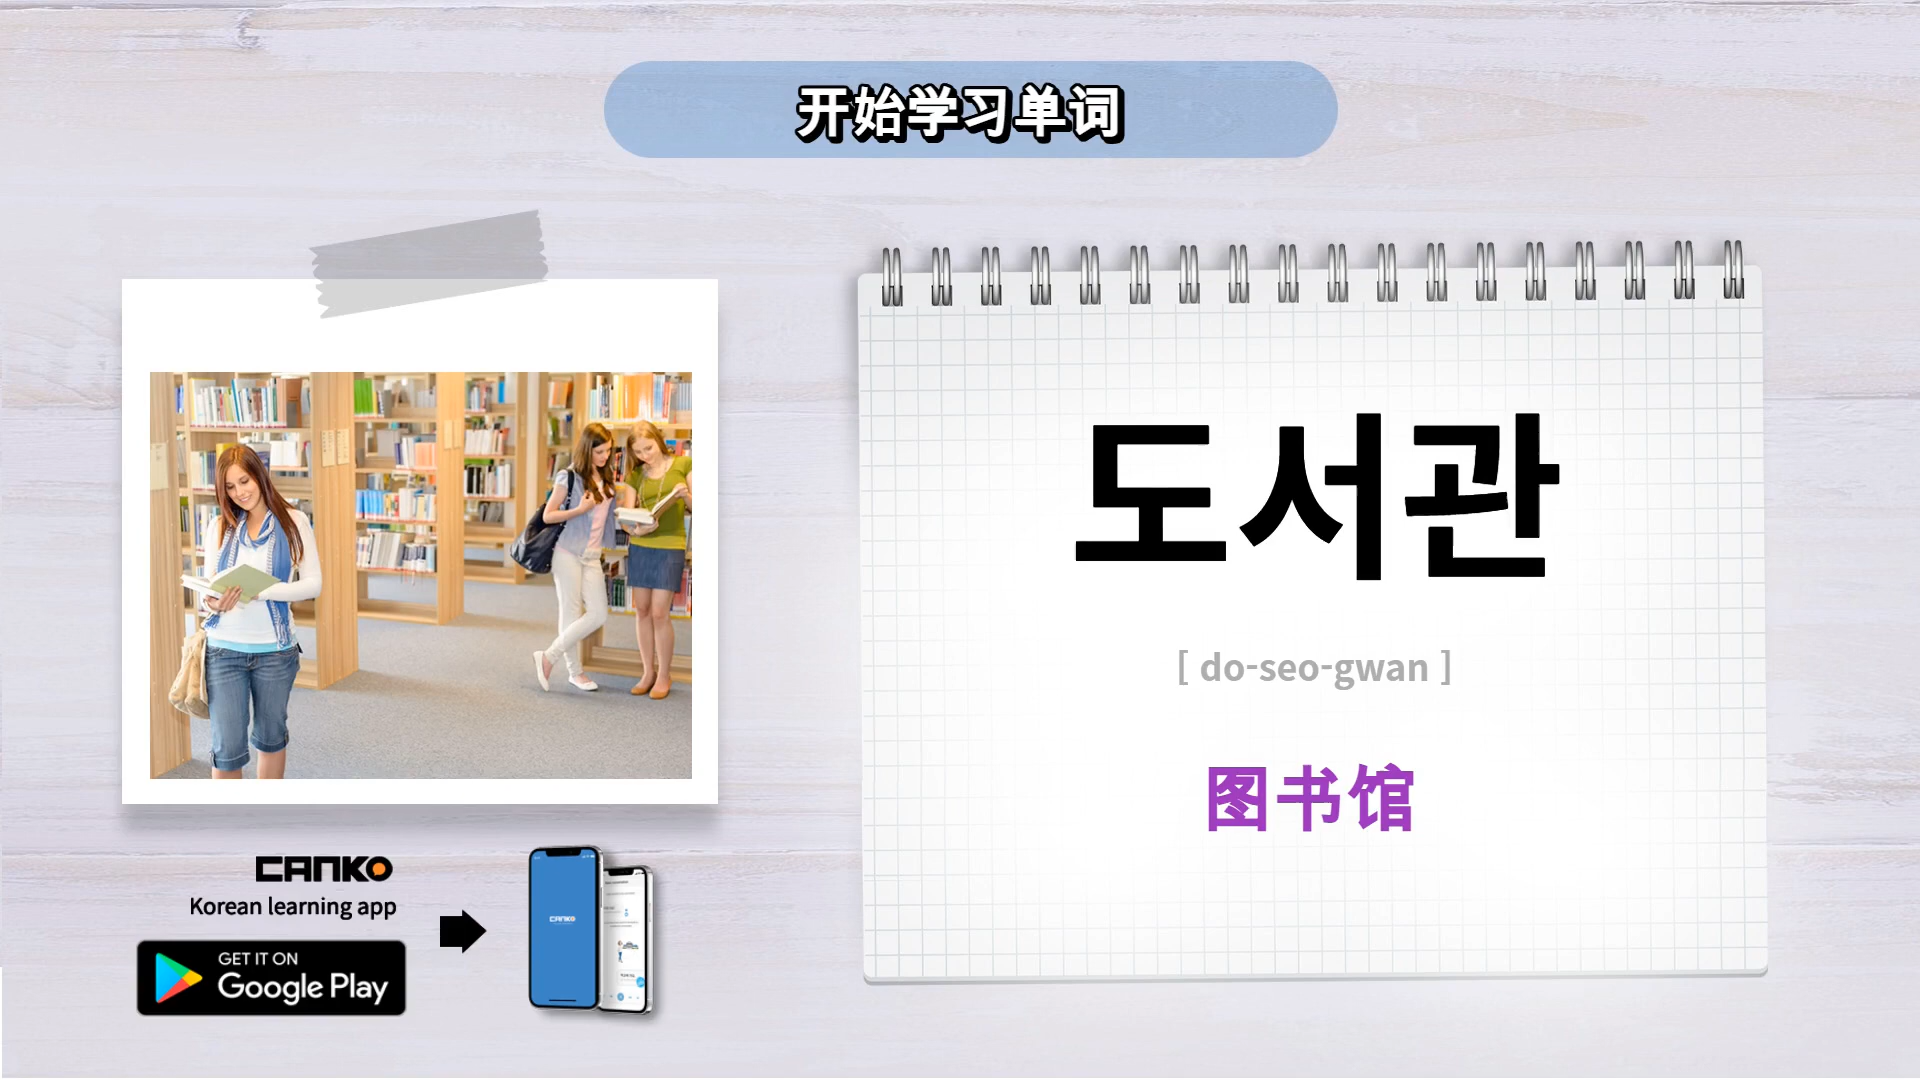 开始学习单词
도서관
[ do-seo-gwan ]
图书馆
CANKO
Korean learning app
GET IT ON
Google Play
CANKO